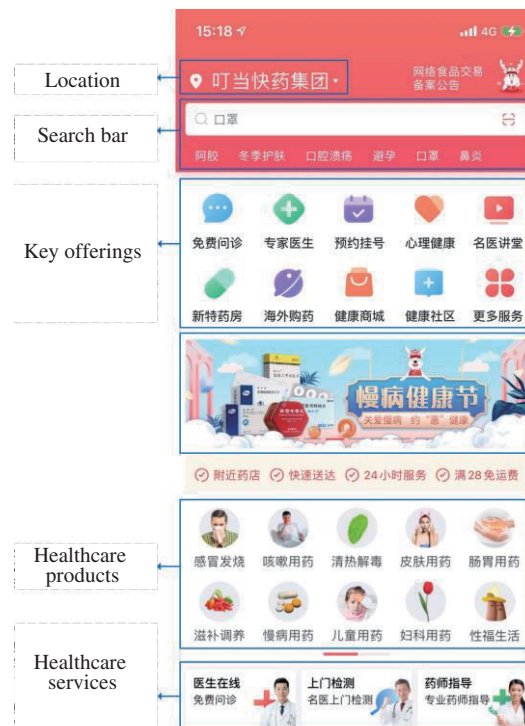 15:18
4G
Location
叮当快药集团
网络食品交易
备案公告
Search bar
口罩
阿胶 冬季护肤 口腔溃疡 避孕 口罩 鼻炎
Key offerings
免费问诊 专家医生 预约挂号 心理健康 名医讲堂
新特药房 海外购药 健康商城 健康社区 更多服务
慢病健康节
关爱慢病 约“惠”健康
附近药店 快速送达 24小时服务 满28免运费
Healthcare
products
感冒发烧 咳嗽用药 清热解毒 皮肤用药 肠胃用药
滋补调养 慢病用药 儿童用药 妇科用药 性福生活
Healthcare
services
医生在线 上门检测 药师指导
免费问诊 名医上门检测 专业药师指导